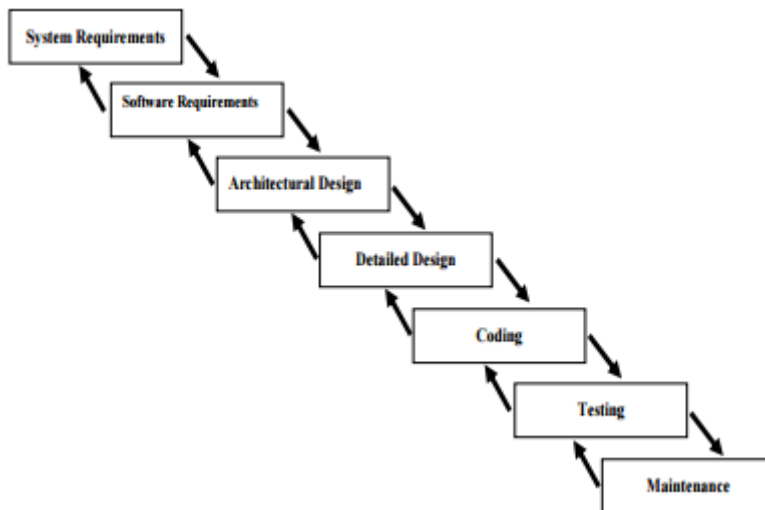 System Requirements
Software Requirements
Architectural Design
Detailed Design
Coding
Testing
Maintenance